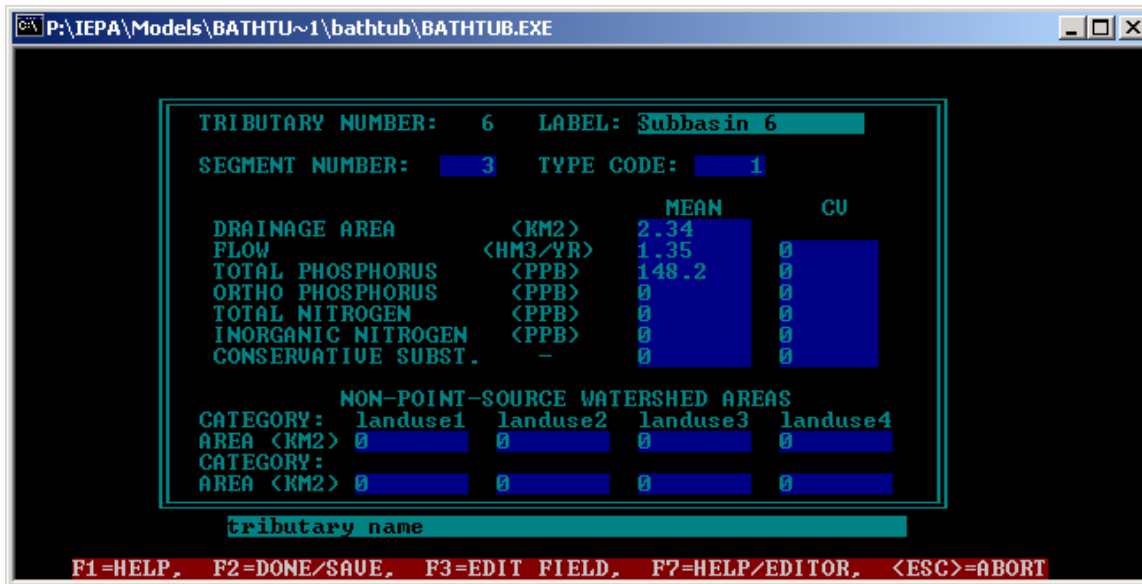 P:\IEPA\Models\BATHTU~1\bathtub\BATHTUB.EXE
TRIBUTARY NUMBER: 6 LABEL: Subbasin 6
SEGMENT NUMBER: 3 TYPE CODE: 1
MEAN CV
DRAINAGE AREA (KM2) 2.34
FLOW (HM3/YR) 1.35 0
TOTAL PHOSPHORUS (PPB) 148.2 0
ORTHO PHOSPHORUS (PPB) 0 0
TOTAL NITROGEN (PPB) 0 0
INORGANIC NITROGEN (PPB) 0 0
CONSERVATIVE SUBST. - 0 0
NON-POINT-SOURCE WATERSHED AREAS
CATEGORY: landuse1 landuse2 landuse3 landuse4
AREA (KM2) 0 0 0 0
CATEGORY:
AREA (KM2) 0 0 0 0
tributary name
F1=HELP, F2=DONE/SAVE, F3=EDIT FIELD, F7=HELP/EDITOR, <ESC>=ABORT